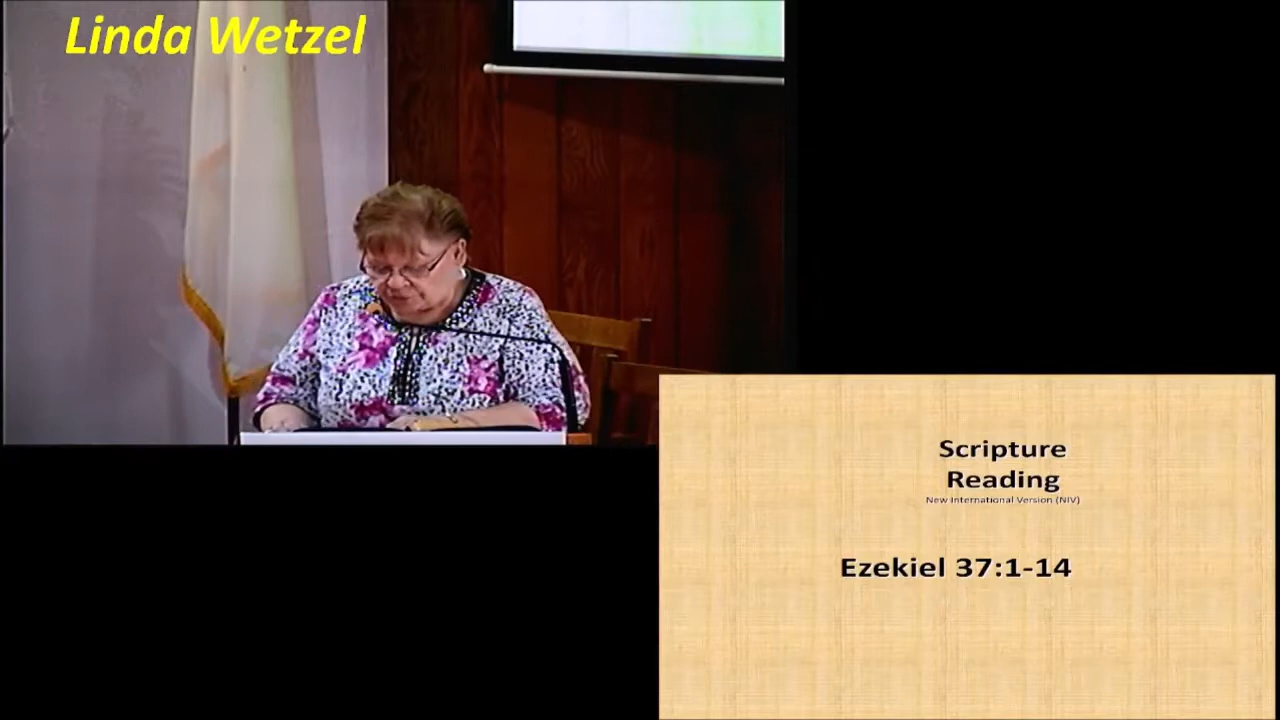 Linda Wetzel
Scripture
Reading
New International Version (NIV)
Ezekiel 37:1-14